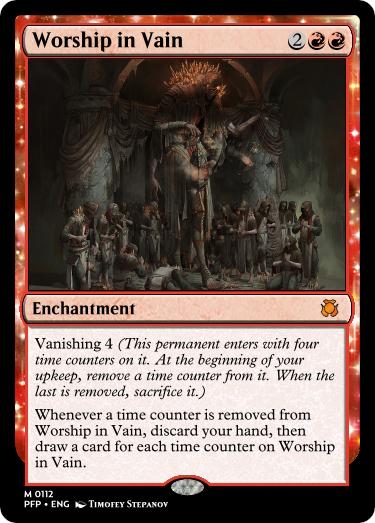 Worship in Vain 2
Enchantment
Vanishing 4 (This permanent enters with four
time counters on it. At the beginning of your
upkeep, remove a time counter from it. When the
last is removed, sacrifice it.)
Whenever a time counter is removed from
Worship in Vain, discard your hand, then
draw a card for each time counter on Worship
in Vain.
M 0112
PFP • ENG Timofey Stepanov